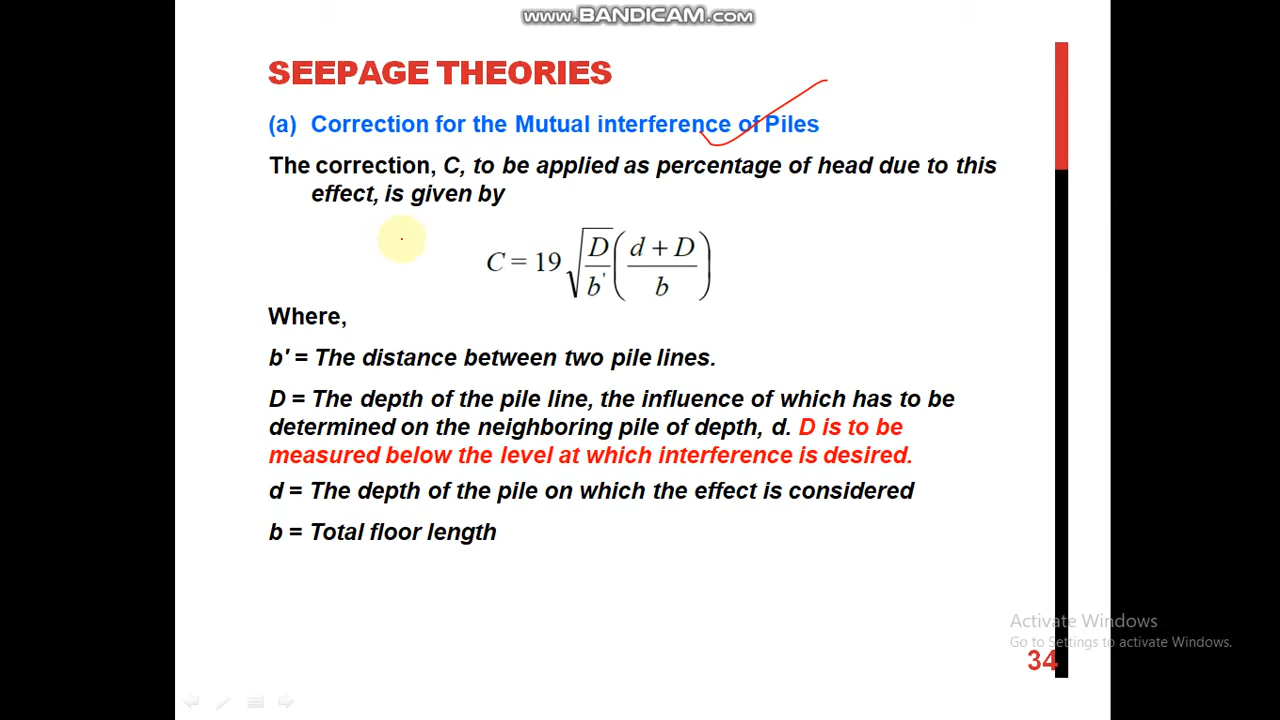 www.BANDICAM.com
SEEPAGE THEORIES
(a) Correction for the Mutual interference of Piles
The correction, C, to be applied as percentage of head due to this
effect, is given by
C = 19 √(D/b') ((d + D)/b)
Where,
b' = The distance between two pile lines.
D = The depth of the pile line, the influence of which has to be
determined on the neighboring pile of depth, d. D is to be
measured below the level at which interference is desired.
d = The depth of the pile on which the effect is considered
b = Total floor length
Activate Windows
Go to Settings to activate Windows.
34